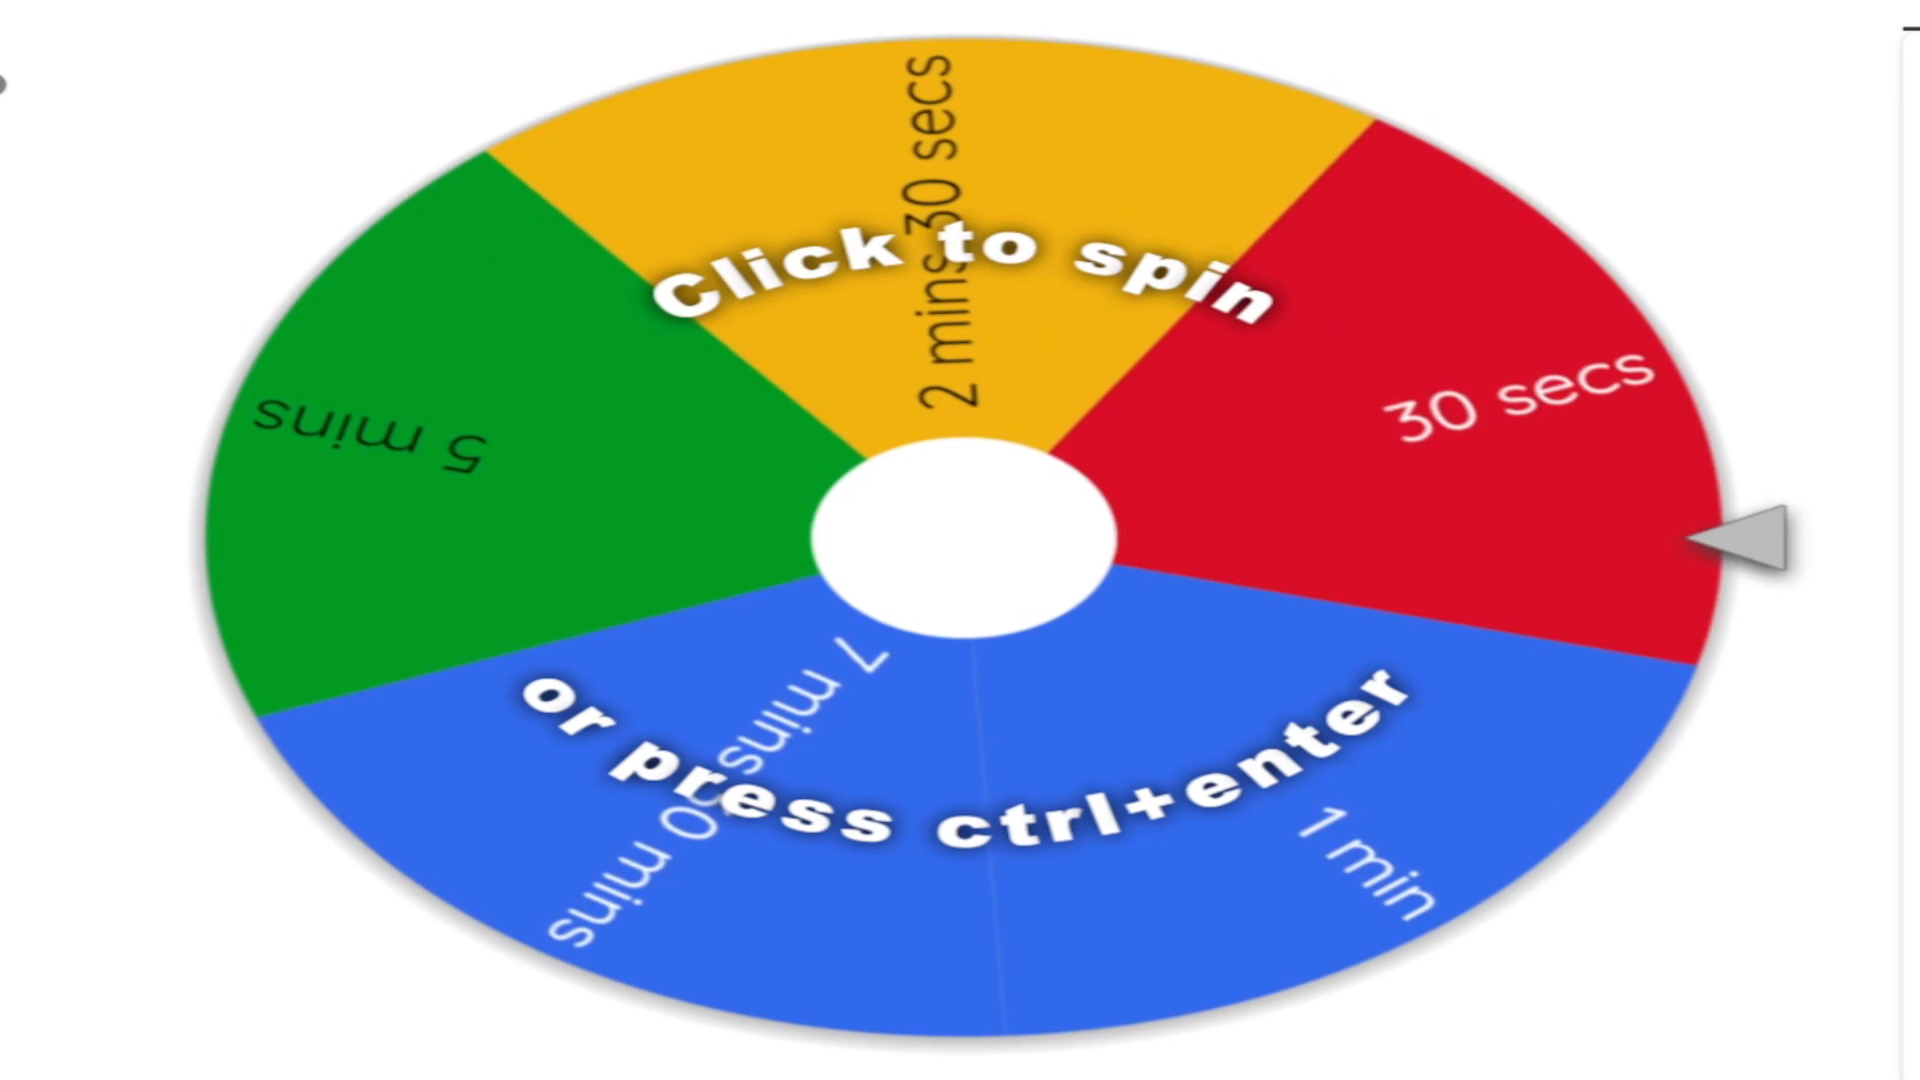 2 mins 30 secs
Click to spin
30 secs
5 mins
7 mins 30 mins
or press ctrl+enter
1 min